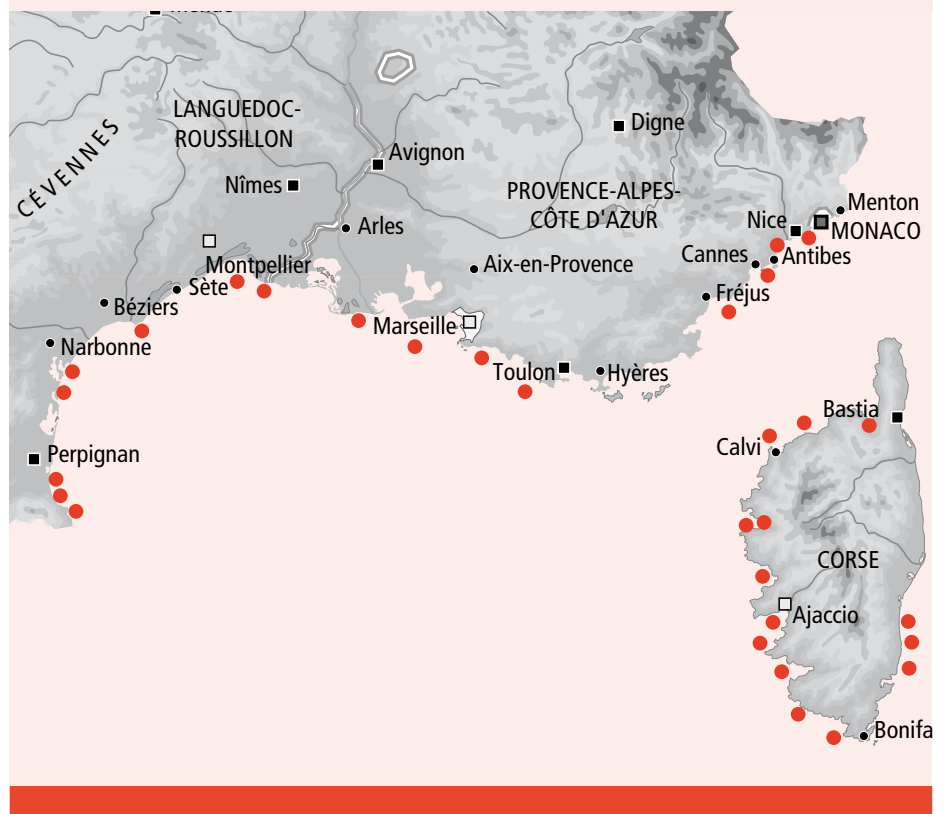 LANGUEDOC-
ROUSSILLON
CÉVENNES
Digne
Avignon
Nîmes
PROVENCE-ALPES-
CÔTE D'AZUR
Menton
Nice
MONACO
Arles
Cannes
Antibes
Montpellier
Aix-en-Provence
Sète
Fréjus
Béziers
Marseille
Narbonne
Toulon
Hyères
Bastia
Calvi
Perpignan
CORSE
Ajaccio
Bonifa